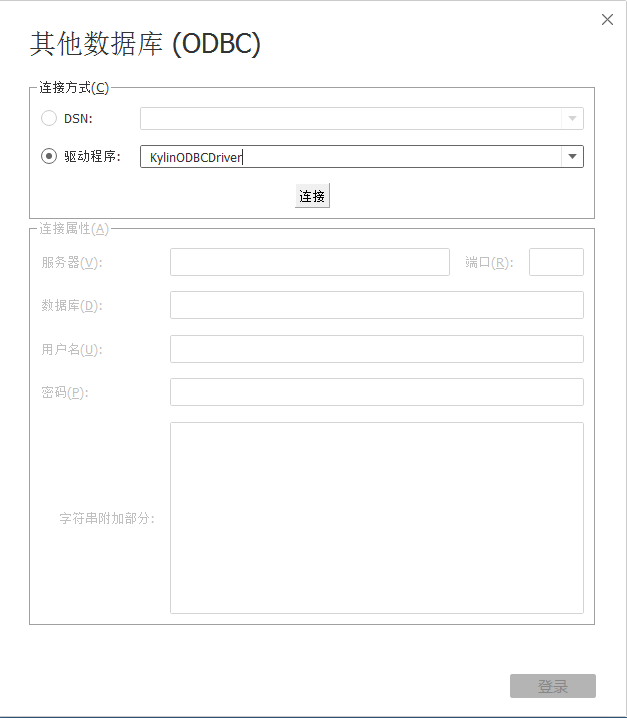 其他数据库 (ODBC)
连接方式(C)
DSN:
驱动程序: KylinODBCDriver
连接
连接属性(A)
服务器(V): 端口(R):
数据库(D):
用户名(U):
密码(P):
字符串附加部分:
登录